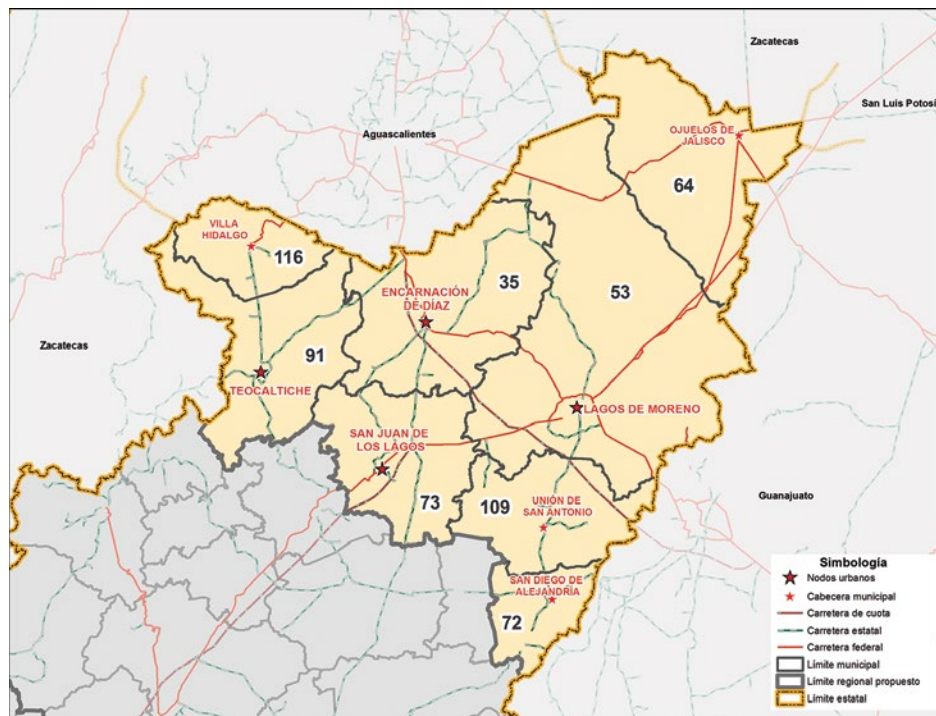 Zacatecas
San Luis Potosí
Aguascalientes
OJUELOS DE
JALISCO
64
VILLA
HIDALGO
116
35
53
ENCARNACIÓN
DE DÍAZ
Zacatecas
91
TEOCALTICHE
LAGOS DE MORENO
SAN JUAN DE
LOS LAGOS
73
109
UNIÓN DE
SAN ANTONIO
Guanajuato
SAN DIEGO DE
ALEJANDRÍA
72
Simbología
Nodos urbanos
Cabecera municipal
Carretera de cuota
Carretera estatal
Carretera federal
Límite municipal
Límite regional propuesto
Límite estatal